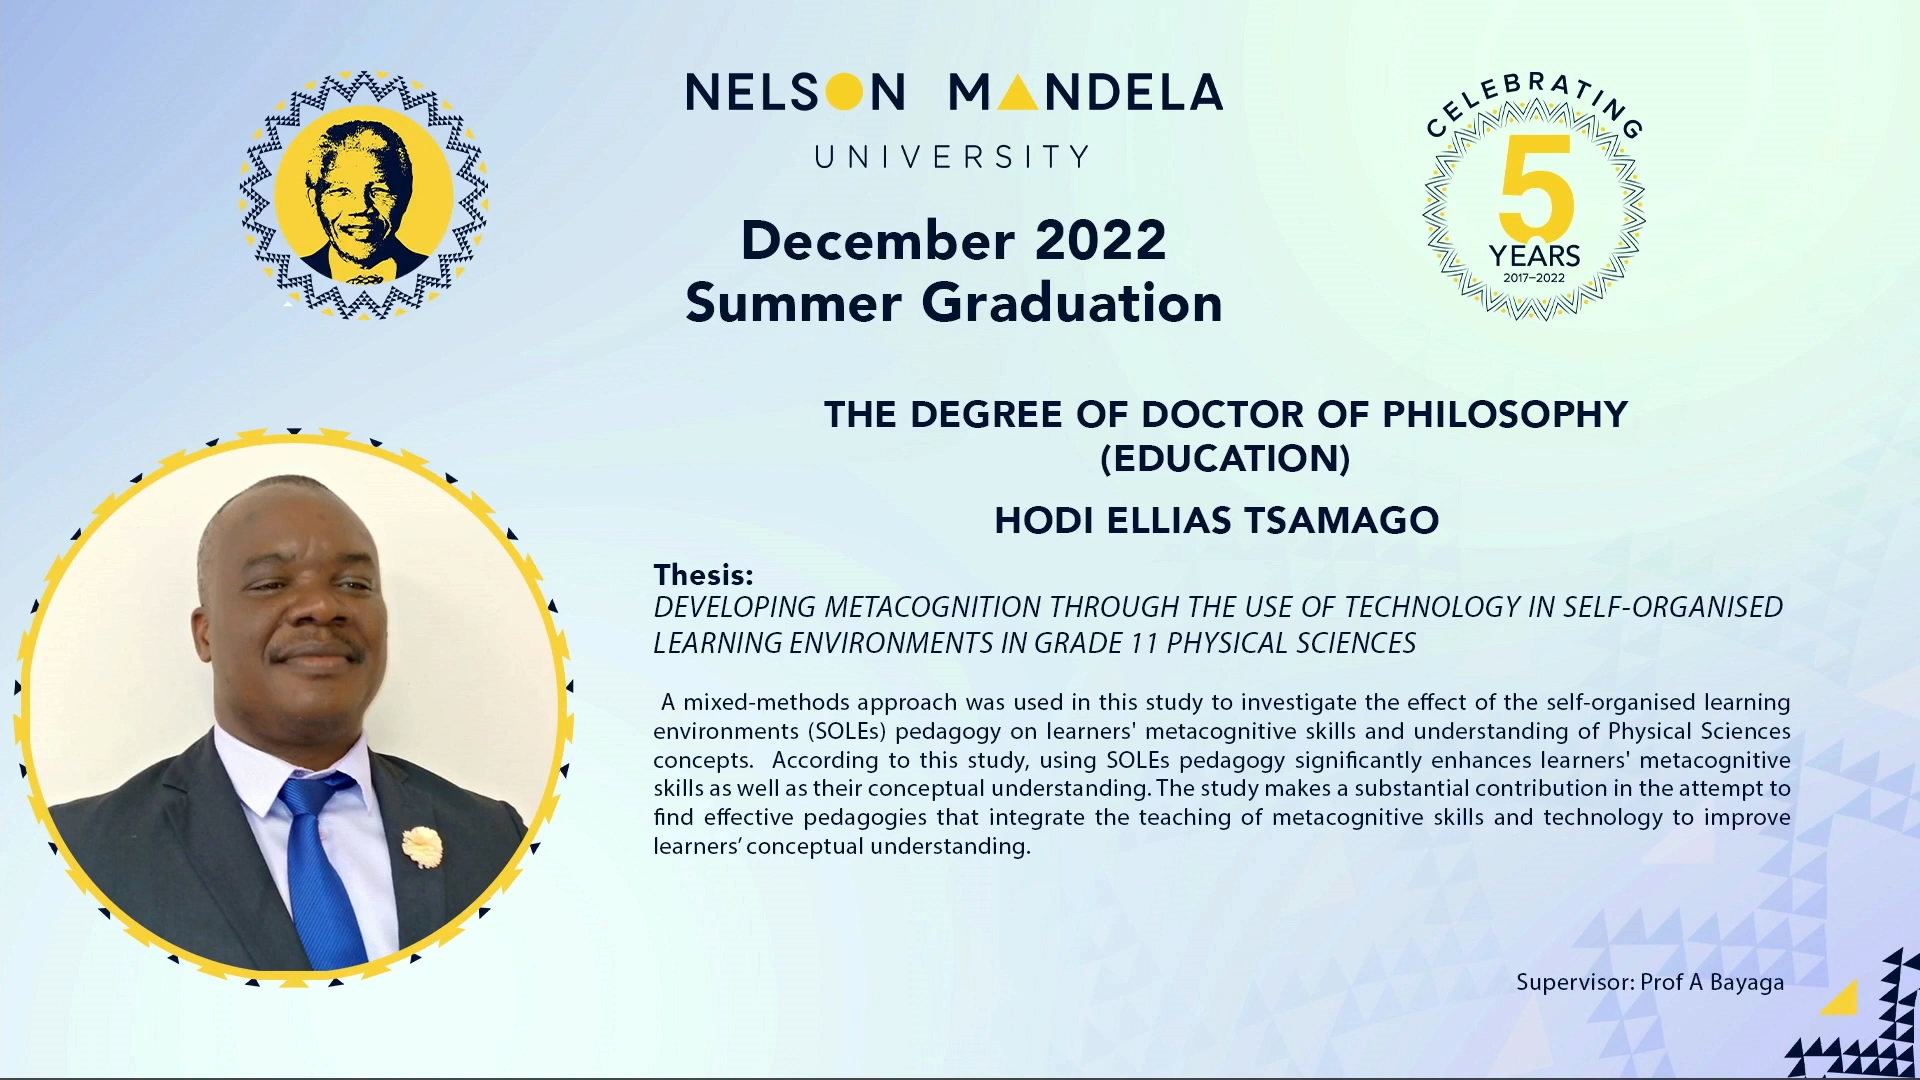 NELSON MANDELA
UNIVERSITY
CELEBRATING
5
YEARS
2017–2022
December 2022
Summer Graduation
THE DEGREE OF DOCTOR OF PHILOSOPHY
(EDUCATION)
HODI ELLIAS TSAMAGO
Thesis:
DEVELOPING METACOGNITION THROUGH THE USE OF TECHNOLOGY IN SELF-ORGANISED
LEARNING ENVIRONMENTS IN GRADE 11 PHYSICAL SCIENCES
A mixed-methods approach was used in this study to investigate the effect of the self-organised learning
environments (SOLEs) pedagogy on learners' metacognitive skills and understanding of Physical Sciences
concepts. According to this study, using SOLEs pedagogy significantly enhances learners' metacognitive
skills as well as their conceptual understanding. The study makes a substantial contribution in the attempt to
find effective pedagogies that integrate the teaching of metacognitive skills and technology to improve
learners’ conceptual understanding.
Supervisor: Prof A Bayaga